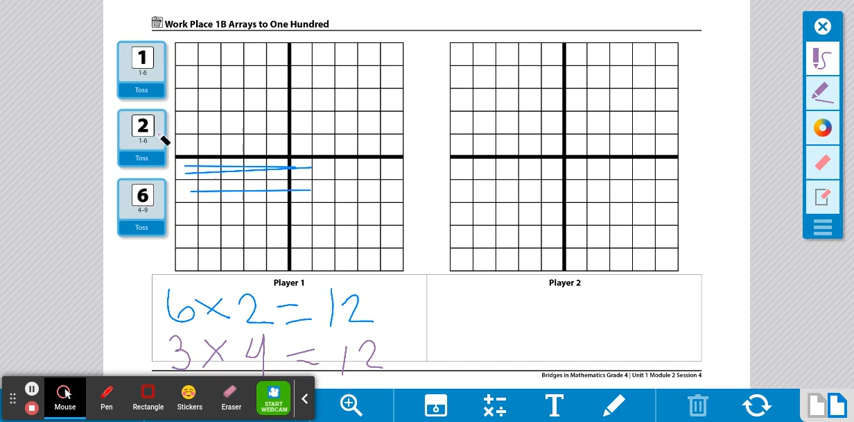 Work Place 1B Arrays to One Hundred
1
1-6
Toss
2
1-6
Toss
6
4-9
Toss
Player 1
Player 2
6 × 2 = 12
3 × 4 = 12
Bridges in Mathematics Grade 4 | Unit 1 Module 2 Session 4
Mouse
Pen
Rectangle
Stickers
Eraser
START WEBCAM
T